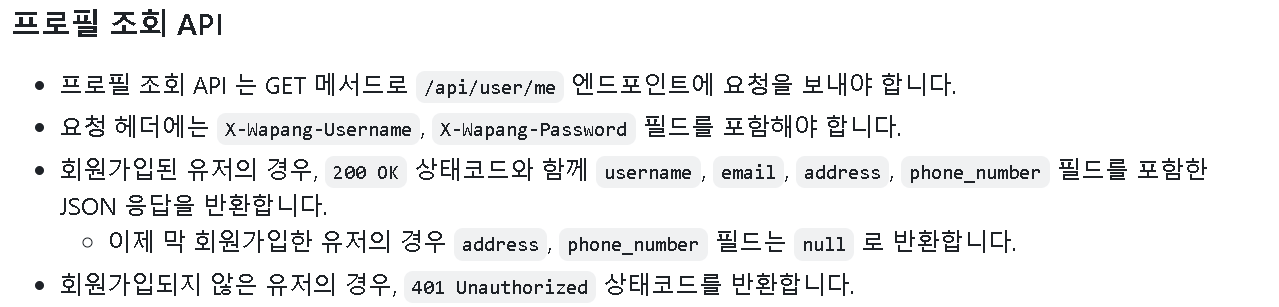 프로필 조회 API
프로필 조회 API 는 GET 메서드로 /api/user/me 엔드포인트에 요청을 보내야 합니다.
요청 헤더에는 X-Wapang-Username, X-Wapang-Password 필드를 포함해야 합니다.
회원가입된 유저의 경우, 200 OK 상태코드와 함께 username, email, address, phone_number 필드를 포함한
JSON 응답을 반환합니다.
이제 막 회원가입한 유저의 경우 address, phone_number 필드는 null 로 반환합니다.
회원가입되지 않은 유저의 경우, 401 Unauthorized 상태코드를 반환합니다.